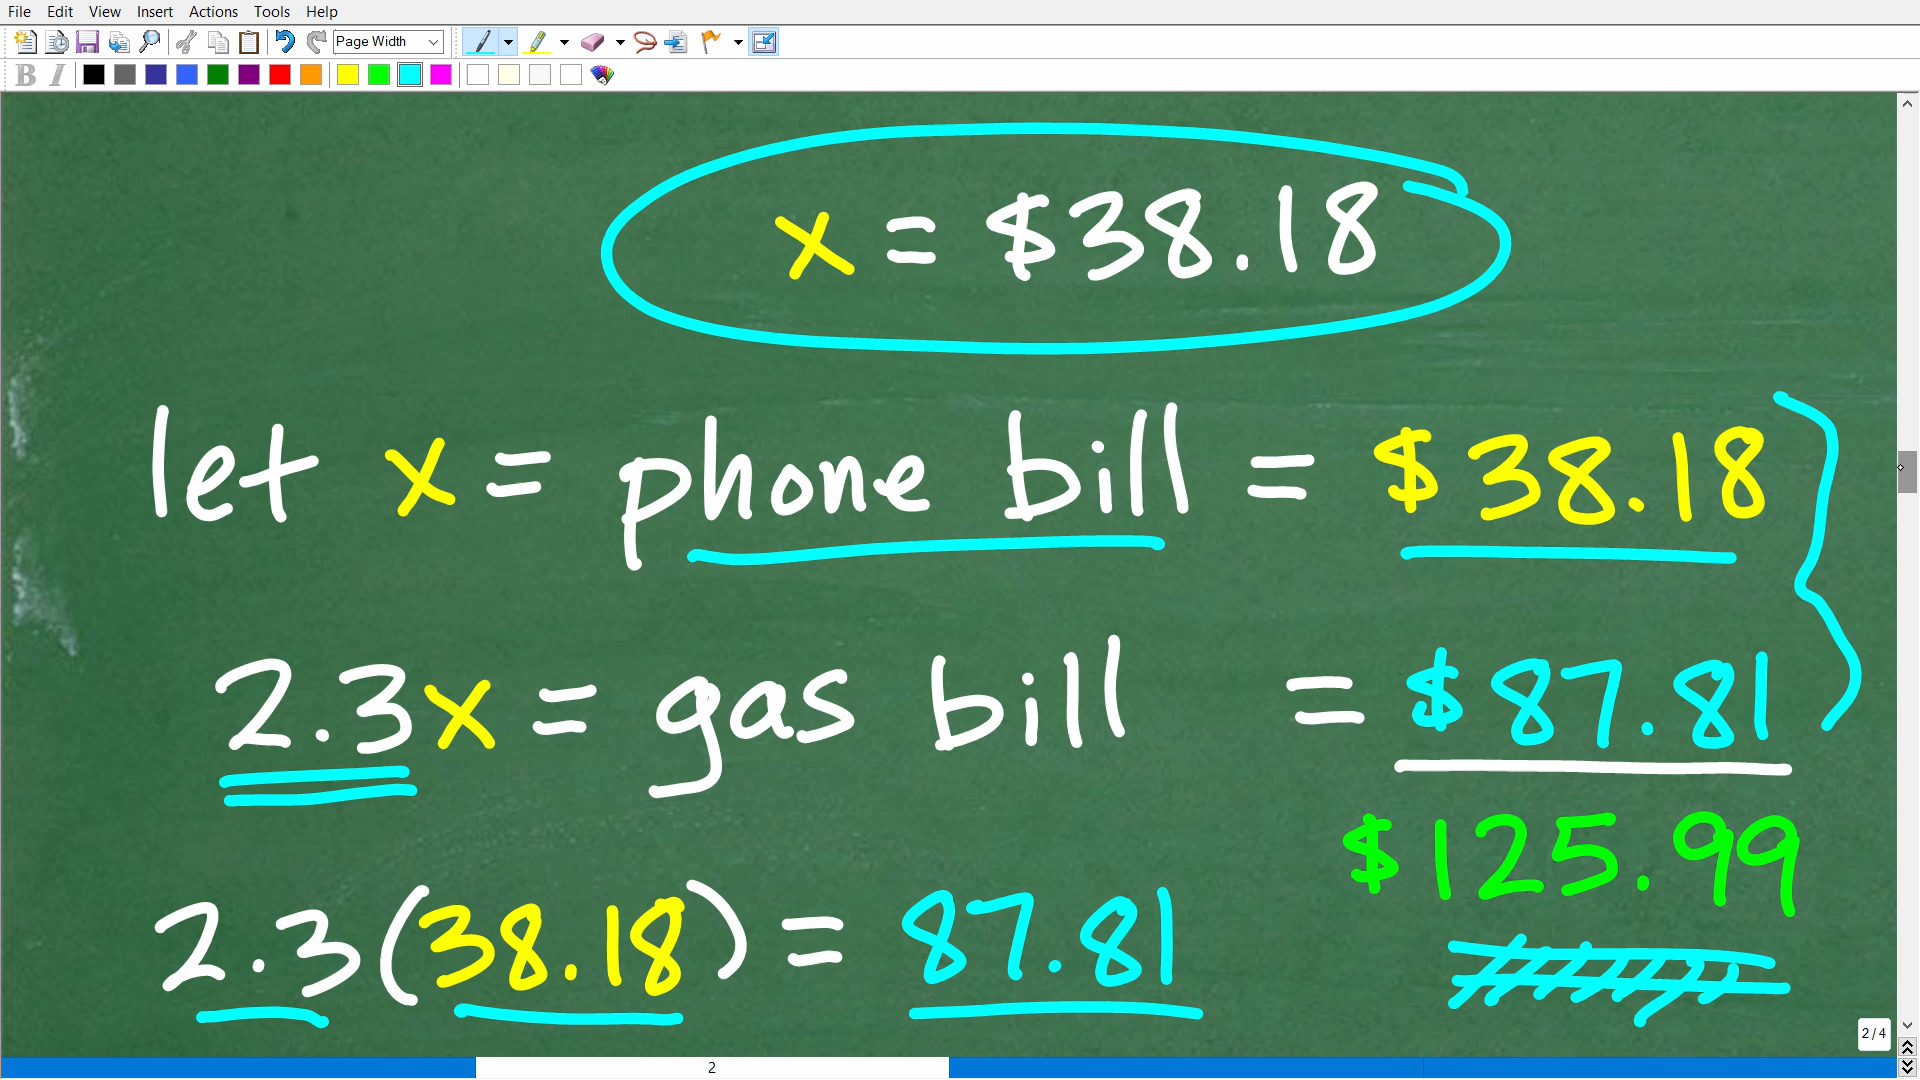 File Edit View Insert Actions Tools Help
Page Width
B I
x = $38.18
let x = phone bill = $38.18
2.3x = gas bill = $87.81
$125.99
2.3(38.18) = 87.81
2 / 4
2